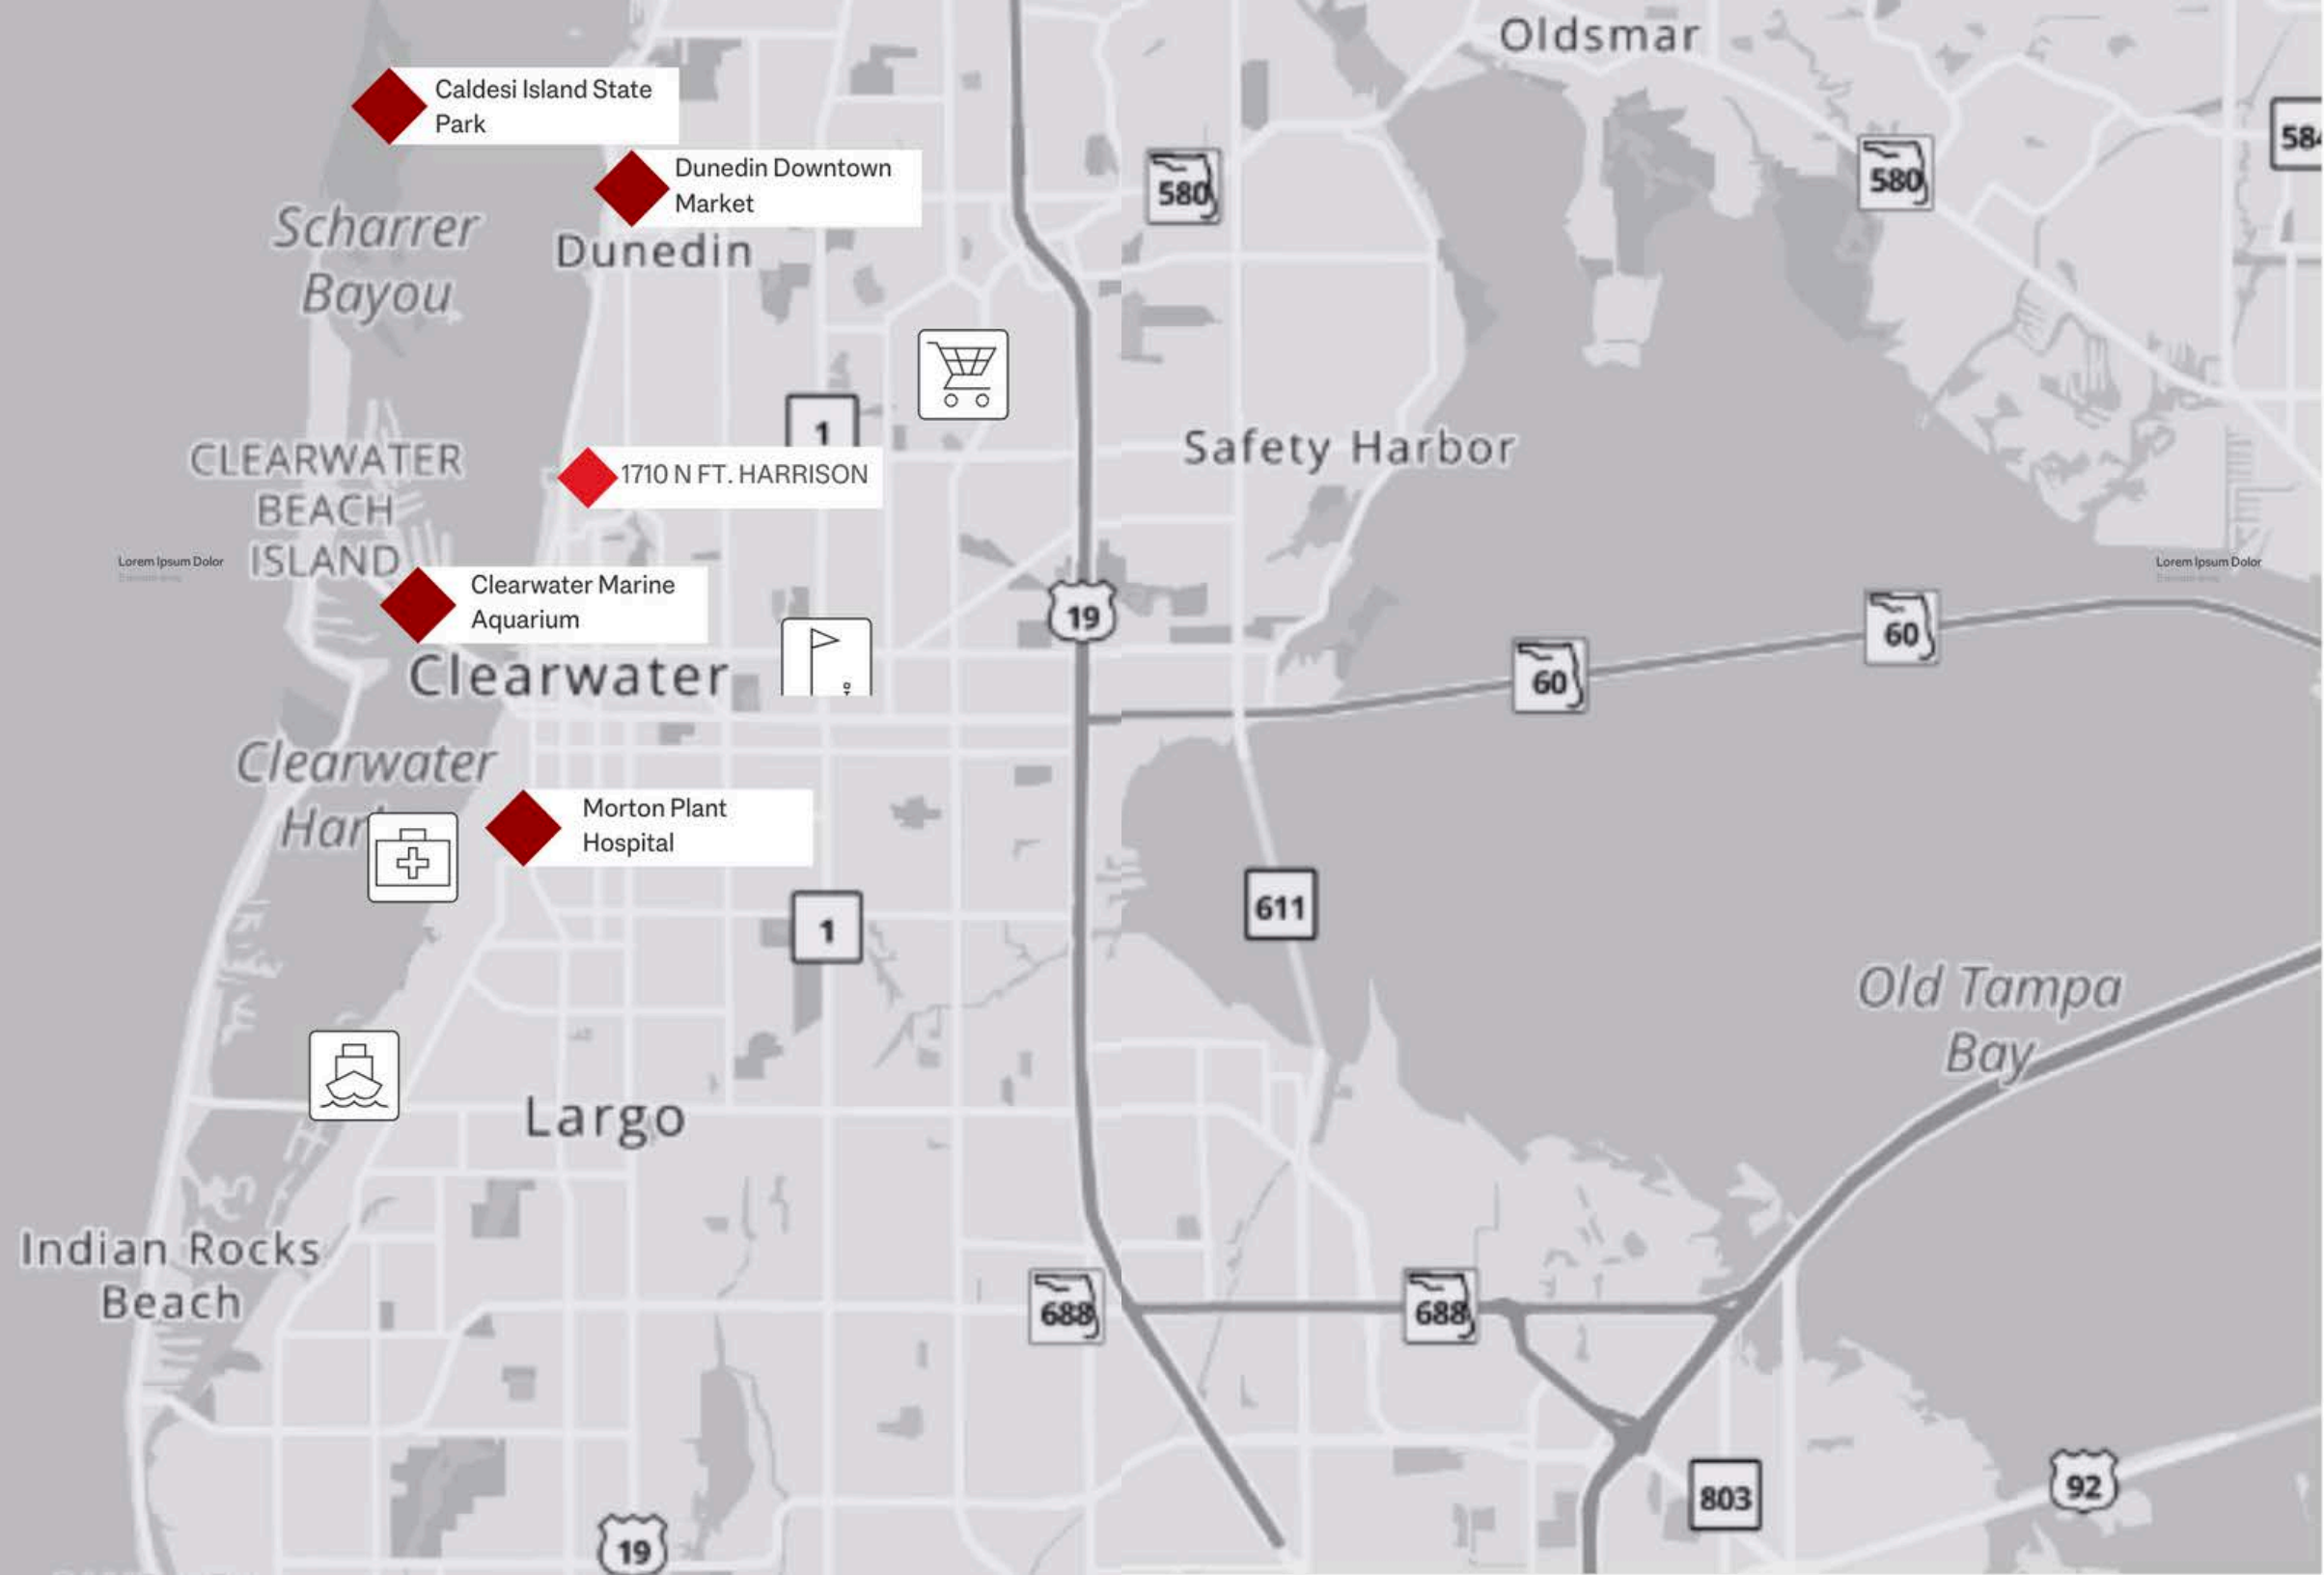 Oldsmar
Caldesi Island State
Park
584
580
580
Dunedin Downtown
Market
Scharrer
Bayou
Dunedin
1
Safety Harbor
CLEARWATER
BEACH
ISLAND
1710 N FT. HARRISON
Lorem Ipsum Dolor
Lorem Ipsum Dolor
Clearwater Marine
Aquarium
19
60
60
Clearwater
Clearwater
Har
Morton Plant
Hospital
611
1
Old Tampa
Bay
Largo
Indian Rocks
Beach
688
688
803
92
19